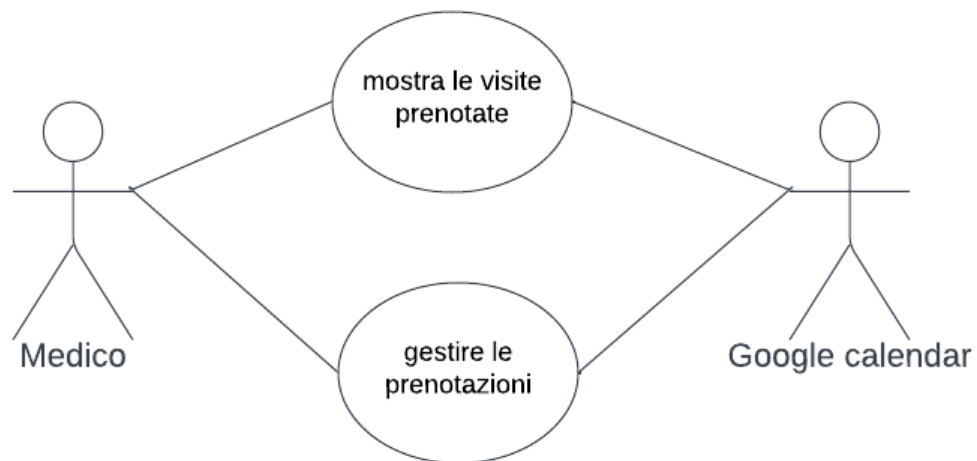 mostra le visite
prenotate
Medico
Google calendar
gestire le
prenotazioni